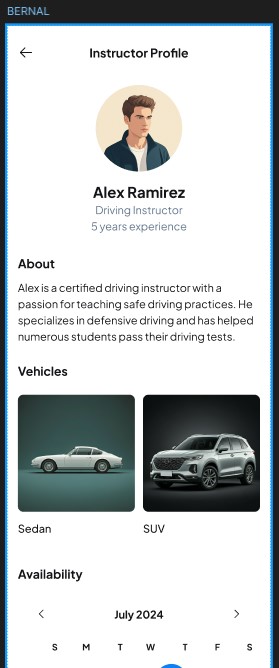 BERNAL
Instructor Profile
Alex Ramirez
Driving Instructor
5 years experience
About
Alex is a certified driving instructor with a
passion for teaching safe driving practices. He
specializes in defensive driving and has helped
numerous students pass their driving tests.
Vehicles
Sedan SUV
Availability
July 2024
S M T W T F S